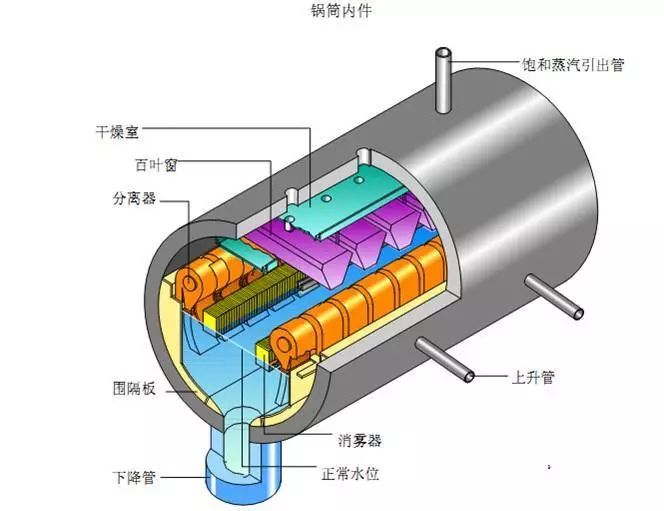 锅筒内件
饱和蒸汽引出管
干燥室
百叶窗
分离器
上升管
围隔板
消雾器
下降管
正常水位